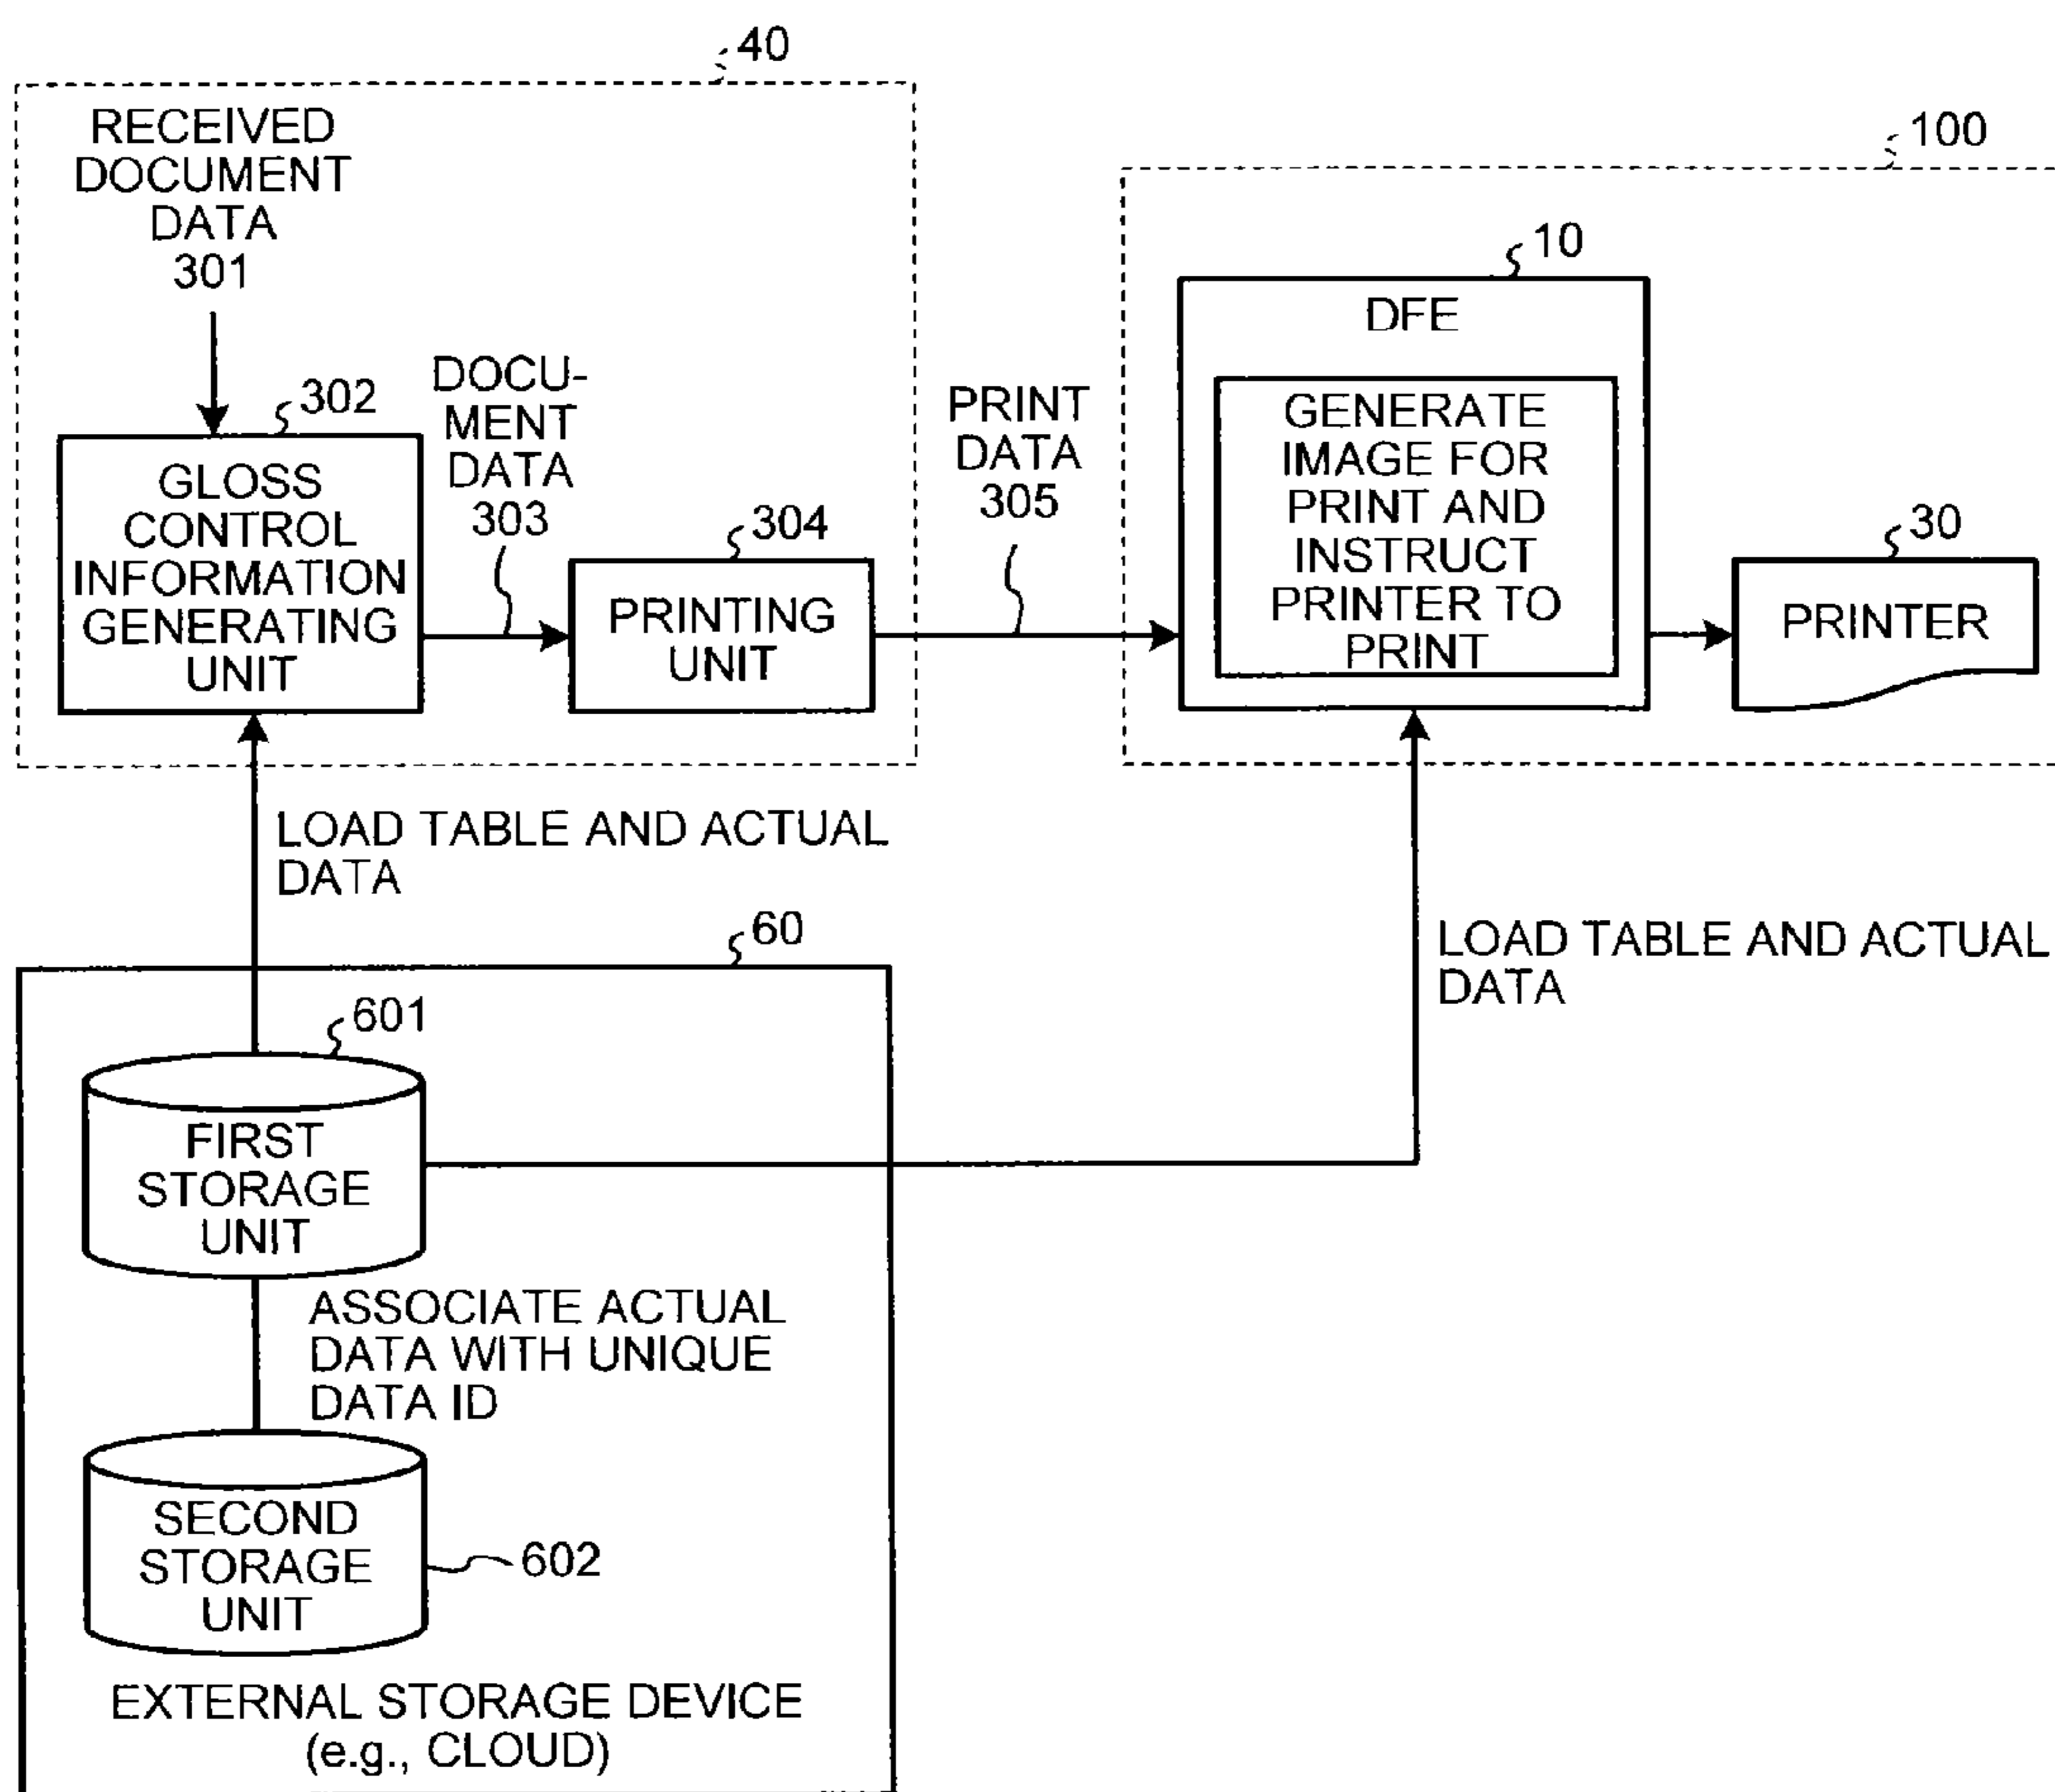 40
RECEIVED
DOCUMENT
DATA
301
302
GLOSS
CONTROL
INFORMATION
GENERATING
UNIT
DOCU-
MENT
DATA
303
304
PRINTING
UNIT
PRINT
DATA
305
100
10
DFE
GENERATE
IMAGE FOR
PRINT AND
INSTRUCT
PRINTER TO
PRINT
30
PRINTER
LOAD TABLE AND ACTUAL
DATA
LOAD TABLE AND ACTUAL
DATA
60
601
FIRST
STORAGE
UNIT
ASSOCIATE ACTUAL
DATA WITH UNIQUE
DATA ID
SECOND
STORAGE
UNIT
602
EXTERNAL STORAGE DEVICE
(e.g., CLOUD)